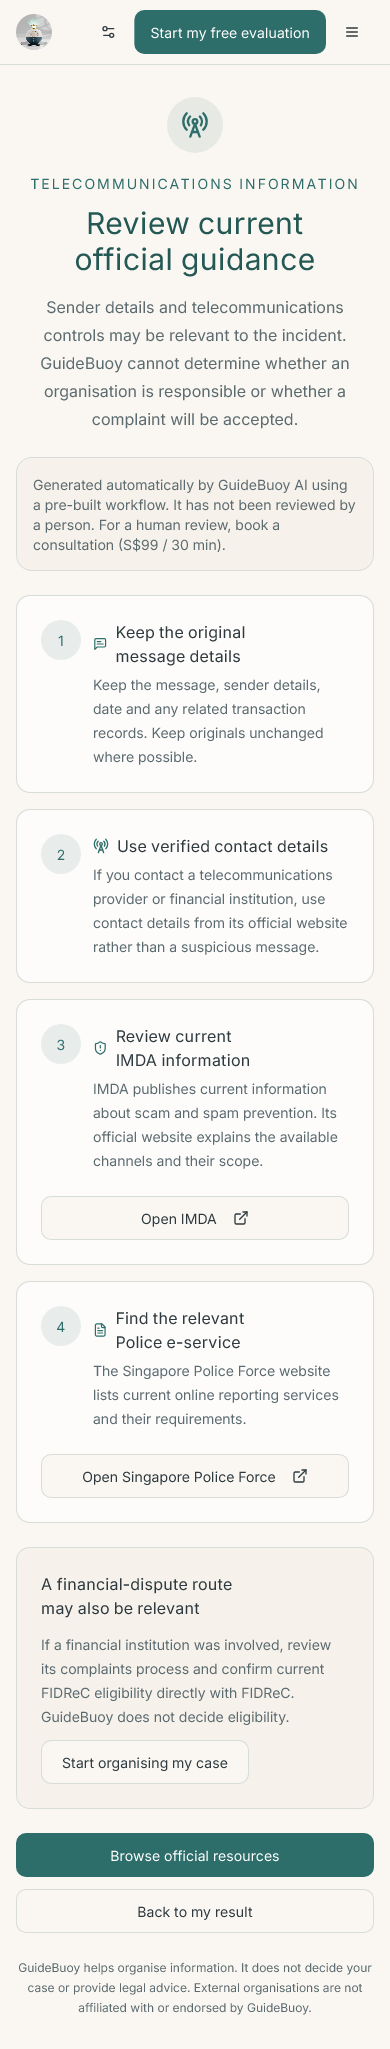 Start my free evaluation
TELECOMMUNICATIONS INFORMATION
Review current
official guidance
Sender details and telecommunications
controls may be relevant to the incident.
GuideBuoy cannot determine whether an
organisation is responsible or whether a
complaint will be accepted.
Generated automatically by GuideBuoy AI using
a pre-built workflow. It has not been reviewed by
a person. For a human review, book a
consultation (S$99 / 30 min).
1
Keep the original
message details
Keep the message, sender details,
date and any related transaction
records. Keep originals unchanged
where possible.
2
Use verified contact details
If you contact a telecommunications
provider or financial institution, use
contact details from its official website
rather than a suspicious message.
3
Review current
IMDA information
IMDA publishes current information
about scam and spam prevention. Its
official website explains the available
channels and their scope.
Open IMDA
4
Find the relevant
Police e-service
The Singapore Police Force website
lists current online reporting services
and their requirements.
Open Singapore Police Force
A financial-dispute route
may also be relevant
If a financial institution was involved, review
its complaints process and confirm current
FIDReC eligibility directly with FIDReC.
GuideBuoy does not decide eligibility.
Start organising my case
Browse official resources
Back to my result
GuideBuoy helps organise information. It does not decide your
case or provide legal advice. External organisations are not
affiliated with or endorsed by GuideBuoy.